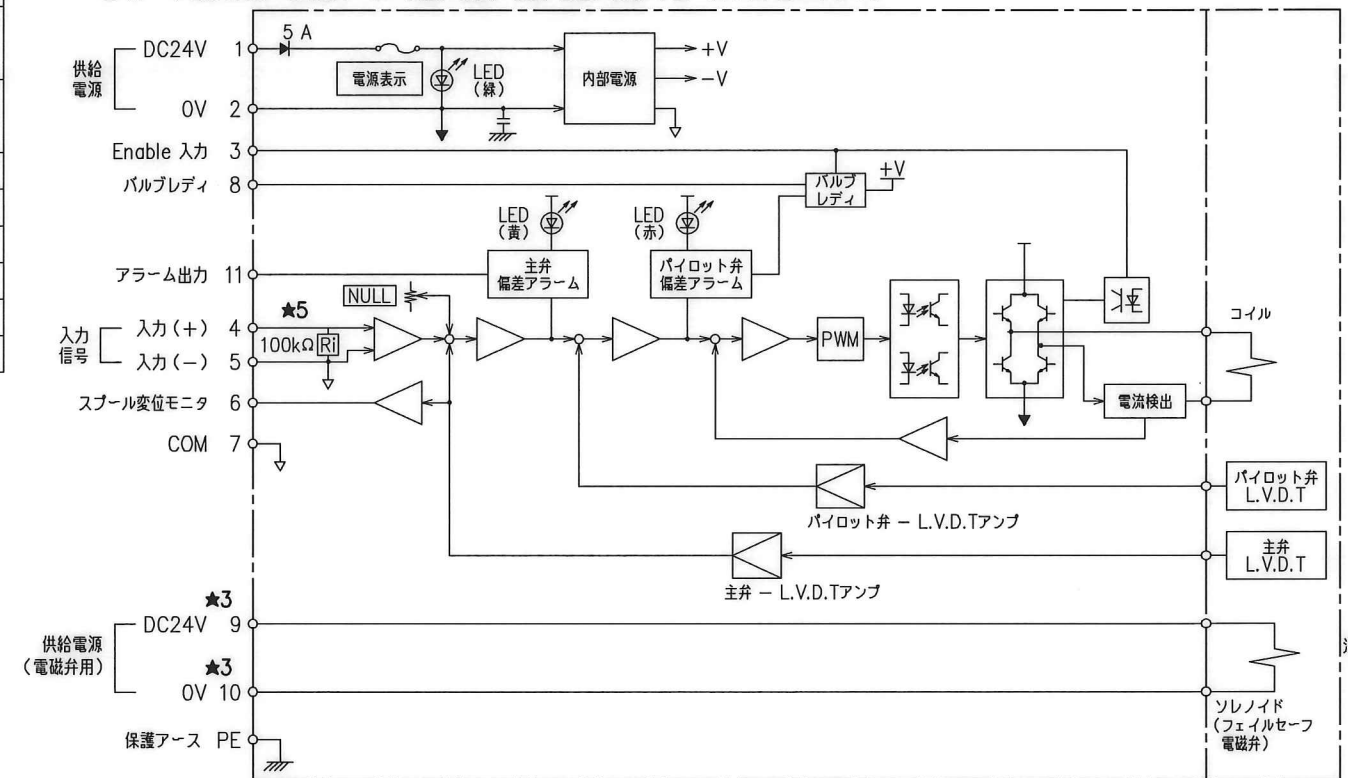 5 A
DC24V 1
供給
電源
0V 2
電源表示
LED
(緑)
内部電源
+V
-V
Enable 入力 3
バルブレディ 8
バルブ
レディ
+V
LED
(黄)
LED
(赤)
アラーム出力 11
主弁
偏差アラーム
パイロット弁
偏差アラーム
NULL
★5
入力
信号
入力(+) 4
100kΩ Ri
入力(-) 5
PWM
コイル
スプール変位モニタ 6
電流検出
COM 7
パイロット弁
L.V.D.T
パイロット弁 - L.V.D.Tアンプ
主弁
L.V.D.T
主弁 - L.V.D.Tアンプ
★3
DC24V 9
供給電源
(電磁弁用)
★3
0V 10
ソレノイド
(フェイルセーフ
電磁弁)
保護アース PE